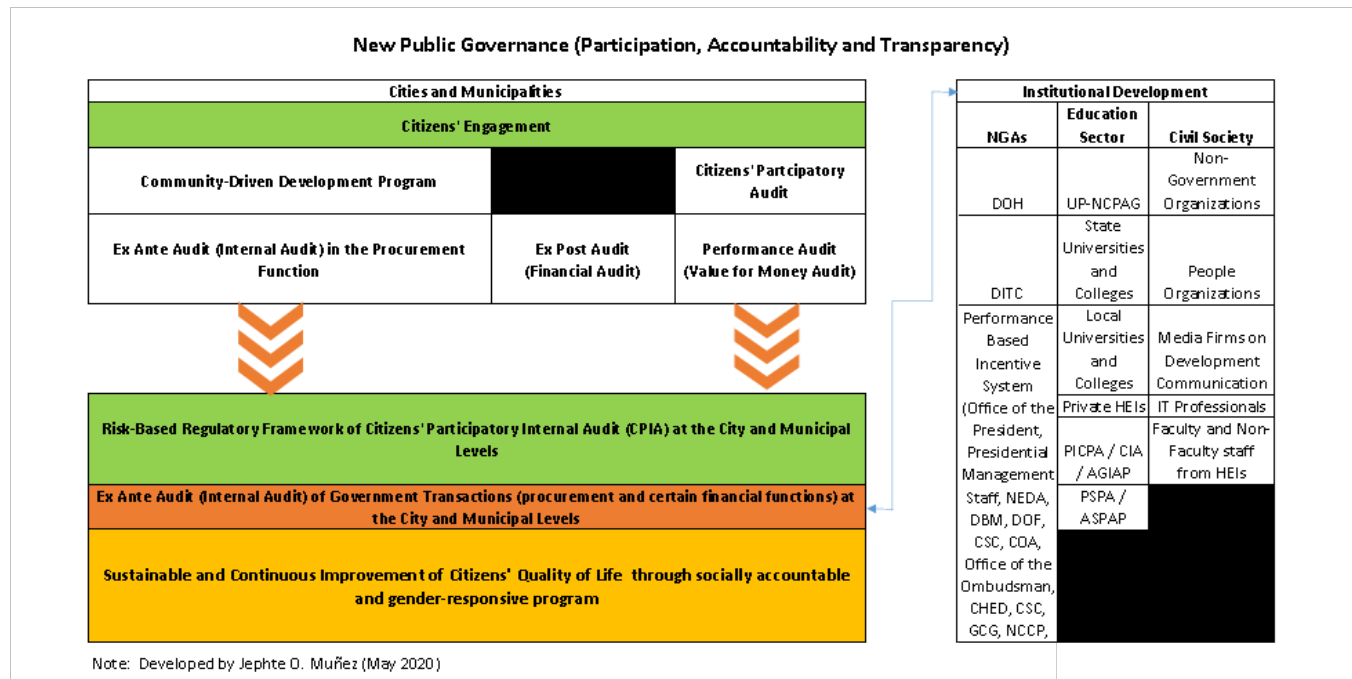 New Public Governance (Participation, Accountability and Transparency)
Cities and Municipalities
Citizens' Engagement
Community-Driven Development Program
Citizens' Partcipatory
Audit
Ex Ante Audit (Internal Audit) in the Procurement
Function
Ex Post Audit
(Financial Audit)
Performance Audit
(Value for Money Audit)
Risk-Based Regulatory Framework of Citizens' Participatory Internal Audit (CPIA) at the City and Municipal
Levels
Ex Ante Audit (Internal Audit) of Government Transactions (procurement and certain financial functions) at
the City and Municipal Levels
Sustainable and Continuous Improvement of Citizens' Quality of Life through socially accountable
and gender-responsive program
Institutional Development
NGAs
Education
Sector
Civil Society
DOH
UP-NCPAG
Non-
Government
Organizations
DITC
State
Universities
and
Colleges
People
Organizations
Performance
Based
Incentive
System
(Office of the
President,
Presidential
Management
Staff, NEDA,
DBM, DOF,
CSC, COA,
Office of the
Ombudsman,
CHED, CSC,
GCG, NCCP,
Local
Universities
and
Colleges
Media Firms on
Development
Communication
Private HEIs
IT Professionals
PICPA / CIA
/ AGIAP
Faculty and Non-
Faculty staff
from HEIs
PSPA /
ASPAP
Note: Developed by Jephte O. Muñez (May 2020)